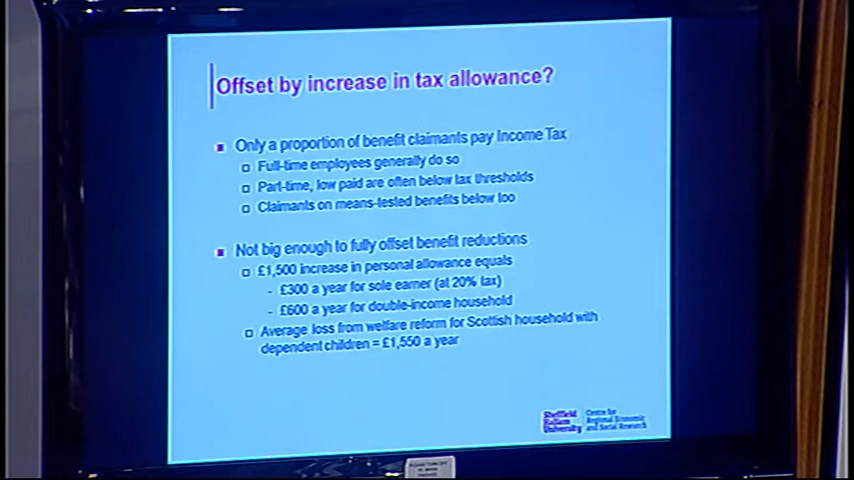 Offset by increase in tax allowance?
Only a proportion of benefit claimants pay Income Tax
Full-time employees generally do so
Part-time, low paid are often below tax thresholds
Claimants on means-tested benefits below too
Not big enough to fully offset benefit reductions
£1,500 increase in personal allowance equals
- £300 a year for sole earner (at 20% tax)
- £600 a year for double-income household
Average loss from welfare reform for Scottish household with
dependent children = £1,550 a year
Sheffield
Hallam
University
Centre for
Regional Economic
and Social Research
PLEASE TURN OFF